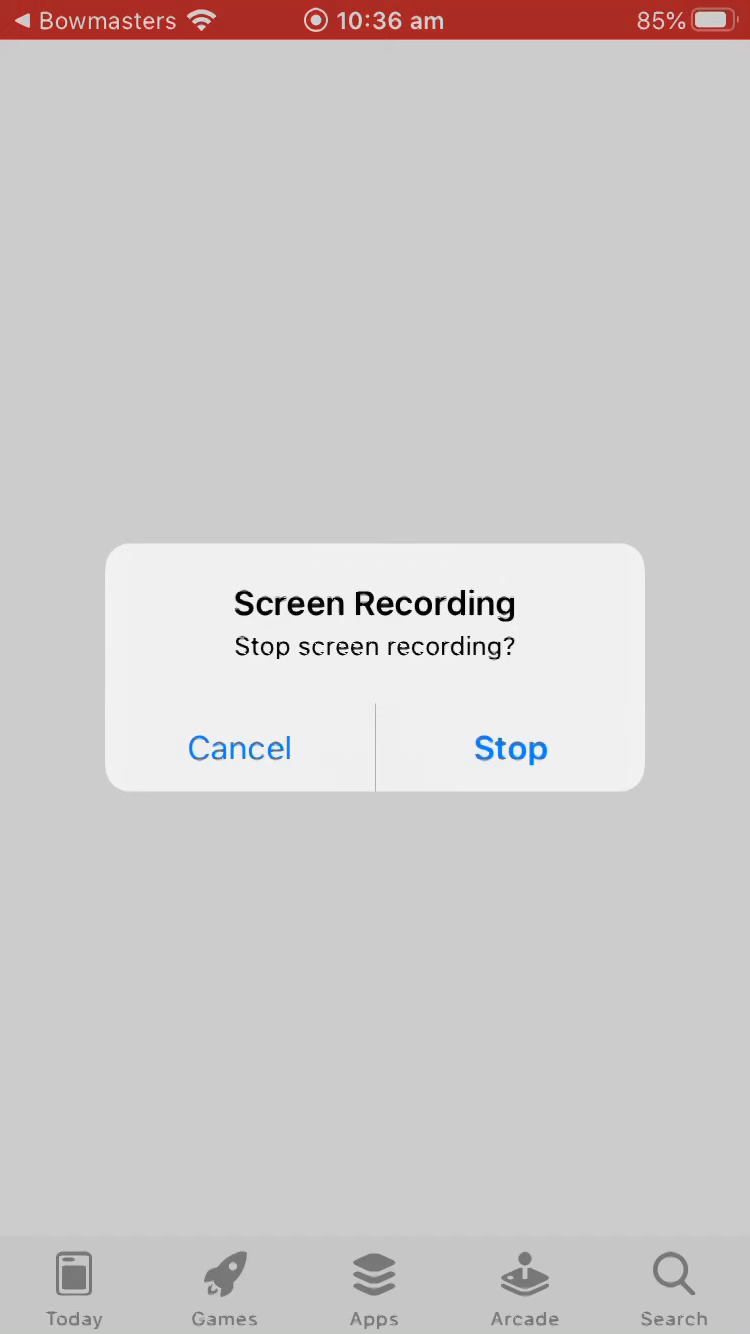 Bowmasters 10:36 am 85%
Screen Recording
Stop screen recording?
Cancel Stop
Today Games Apps Arcade Search